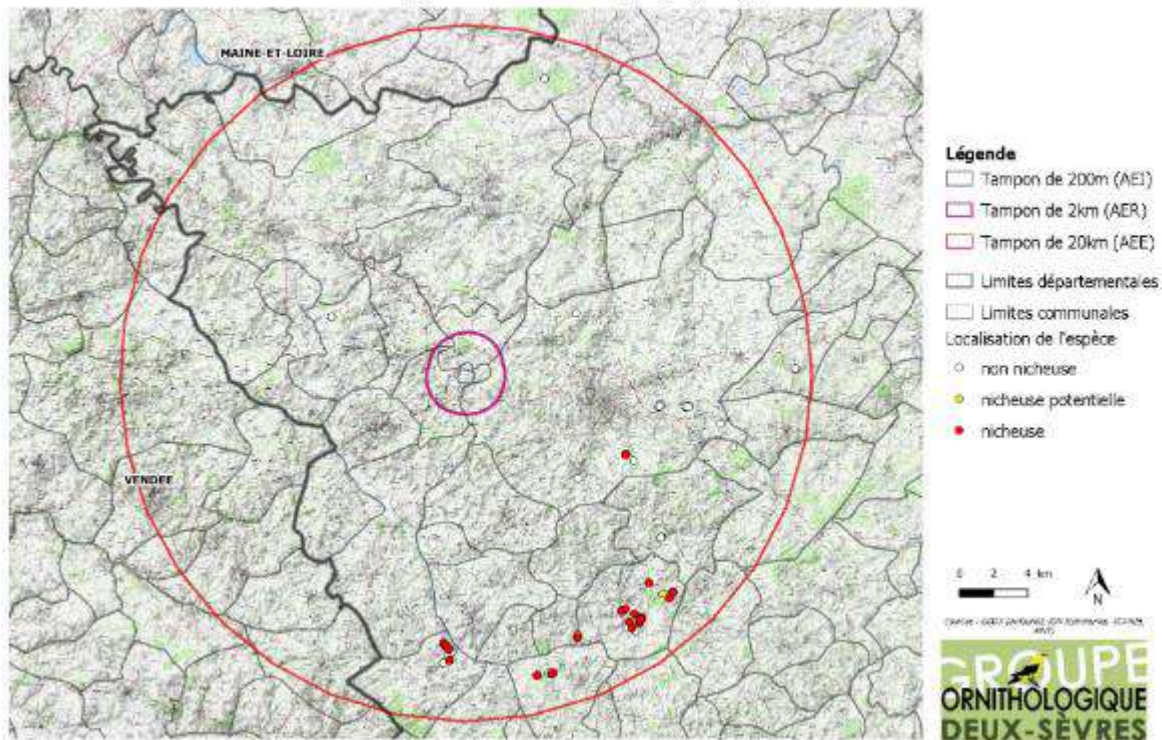 MAINE-ET-LOIRE
VENDEE
Légende
Tampon de 200m (AEI)
Tampon de 2km (AER)
Tampon de 20km (AEE)
Limites départementales
Limites communales
Localisation de l'espèce
non nicheuse
nicheuse potentielle
nicheuse
0 2 4 km
N
GROUPE
ORNITHOLOGIQUE
DEUX-SÈVRES